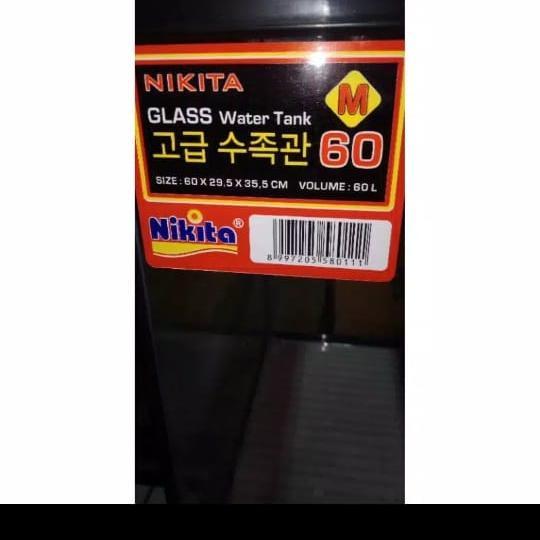 NIKITA
M
GLASS Water Tank
고급 수족관 60
SIZE : 60 X 29,5 X 35,5 CM VOLUME : 60 L
Nikita®
8 997205 580111